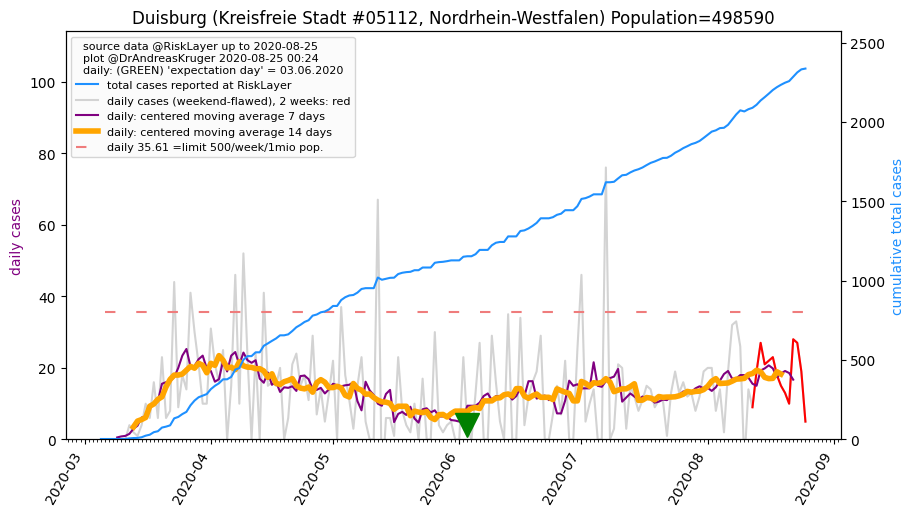 Duisburg (Kreisfreie Stadt #05112, Nordrhein-Westfalen) Population=498590
source data @RiskLayer up to 2020-08-25
plot @DrAndreasKruger 2020-08-25 00:24
daily: (GREEN) 'expectation day' = 03.06.2020
total cases reported at RiskLayer
daily cases (weekend-flawed), 2 weeks: red
daily: centered moving average 7 days
daily: centered moving average 14 days
daily 35.61 =limit 500/week/1mio pop.
daily cases
100
80
60
40
20
0
cumulative total cases
2500
2000
1500
1000
500
0
2020-03
2020-04
2020-05
2020-06
2020-07
2020-08
2020-09